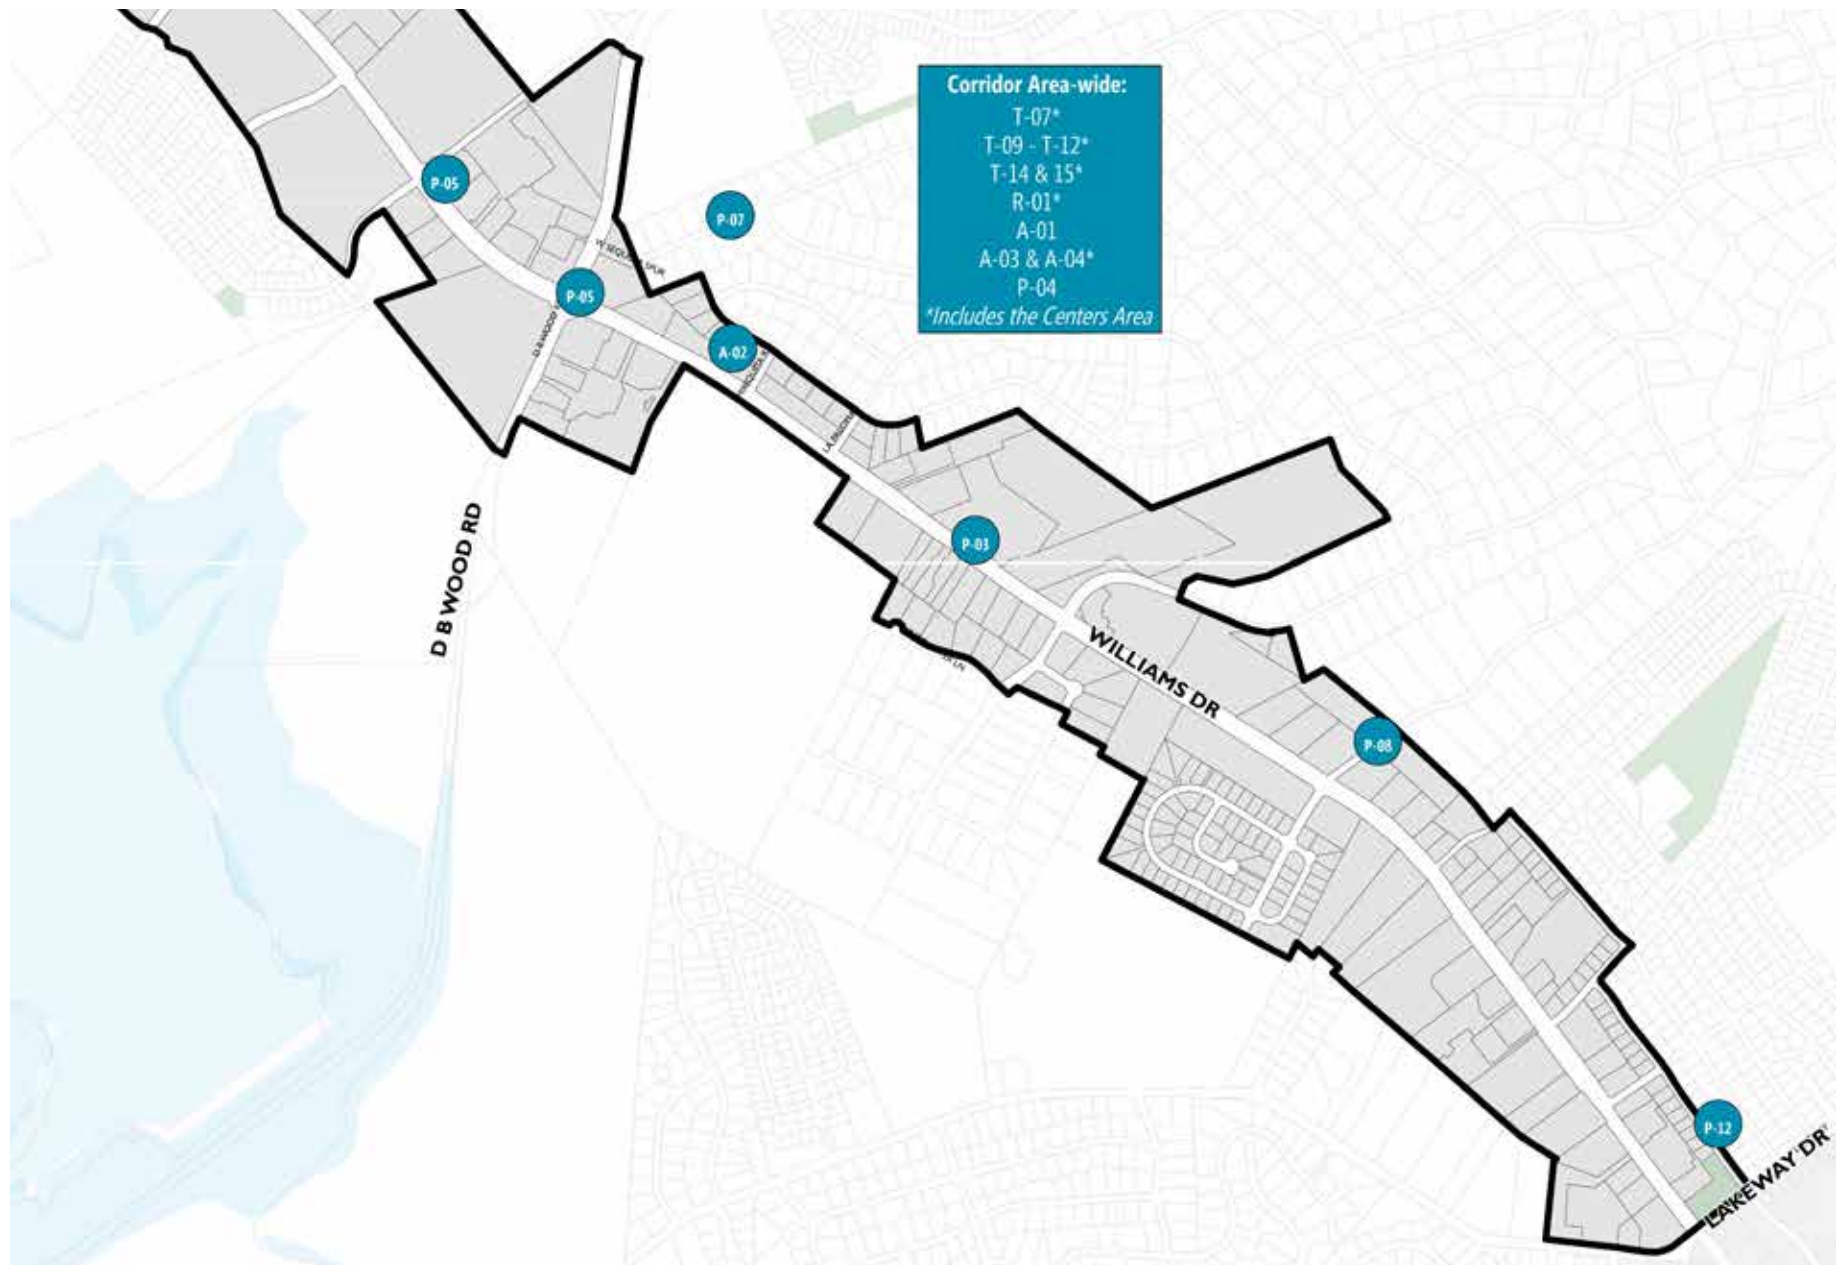 Corridor Area-wide:
T-07*
T-09 - T-12*
T-14 & 15*
R-01*
A-01
A-03 & A-04*
P-04
*Includes the Centers Area
P-05
P-07
P-05
D B WOOD
A-02
P-03
D B WOOD RD
WILLIAMS DR
P-08
P-12
LAKEWAY DR